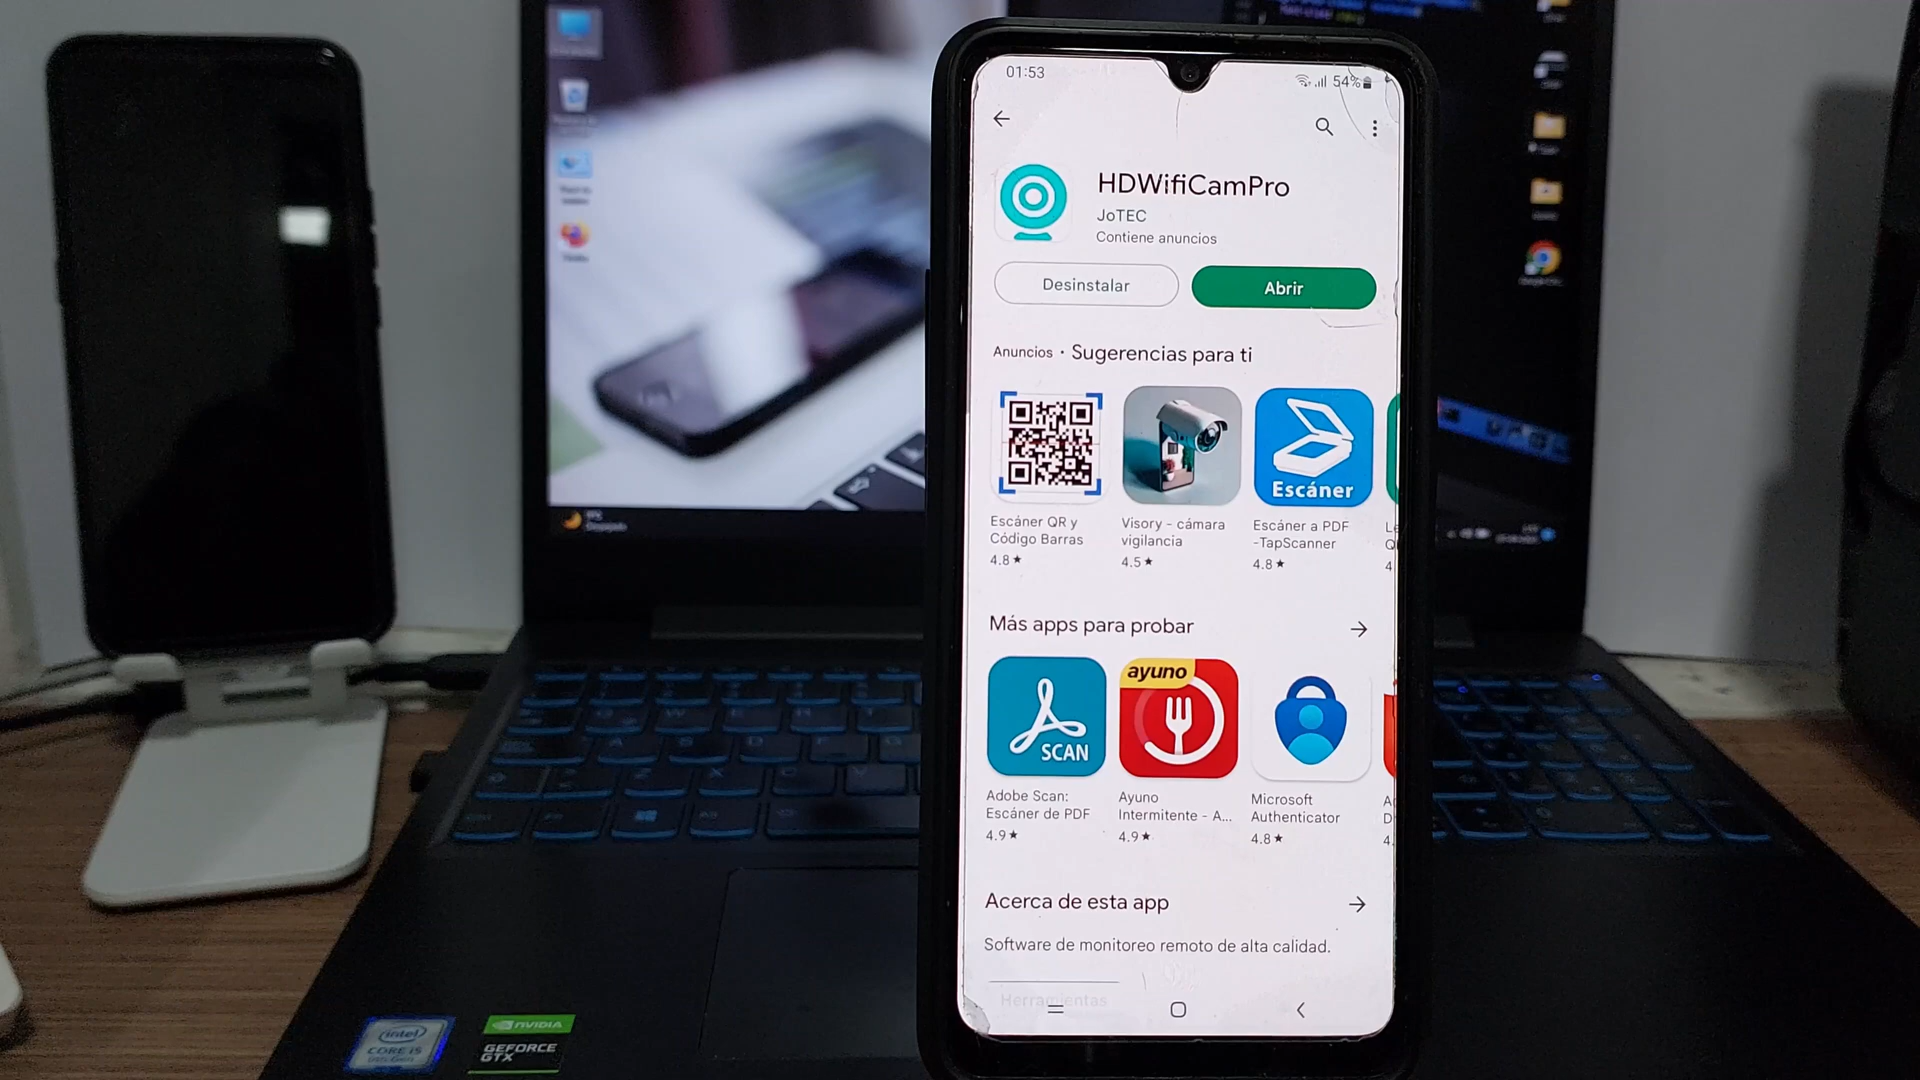 01:53
54%
HDWifiCamPro
JoTEC
Contiene anuncios
Desinstalar
Abrir
Anuncios • Sugerencias para ti
Escáner
Escáner QR y
Código Barras
4.8★
Visory - cámara
vigilancia
4.5★
Escáner a PDF
-TapScanner
4.8★
Más apps para probar
SCAN
ayuno
Adobe Scan:
Escáner de PDF
4.9★
Ayuno
Intermitente - A...
4.9★
Microsoft
Authenticator
4.8★
Acerca de esta app
Software de monitoreo remoto de alta calidad.
Herramientas
intel
CORE i5
NVIDIA
GEFORCE
GTX